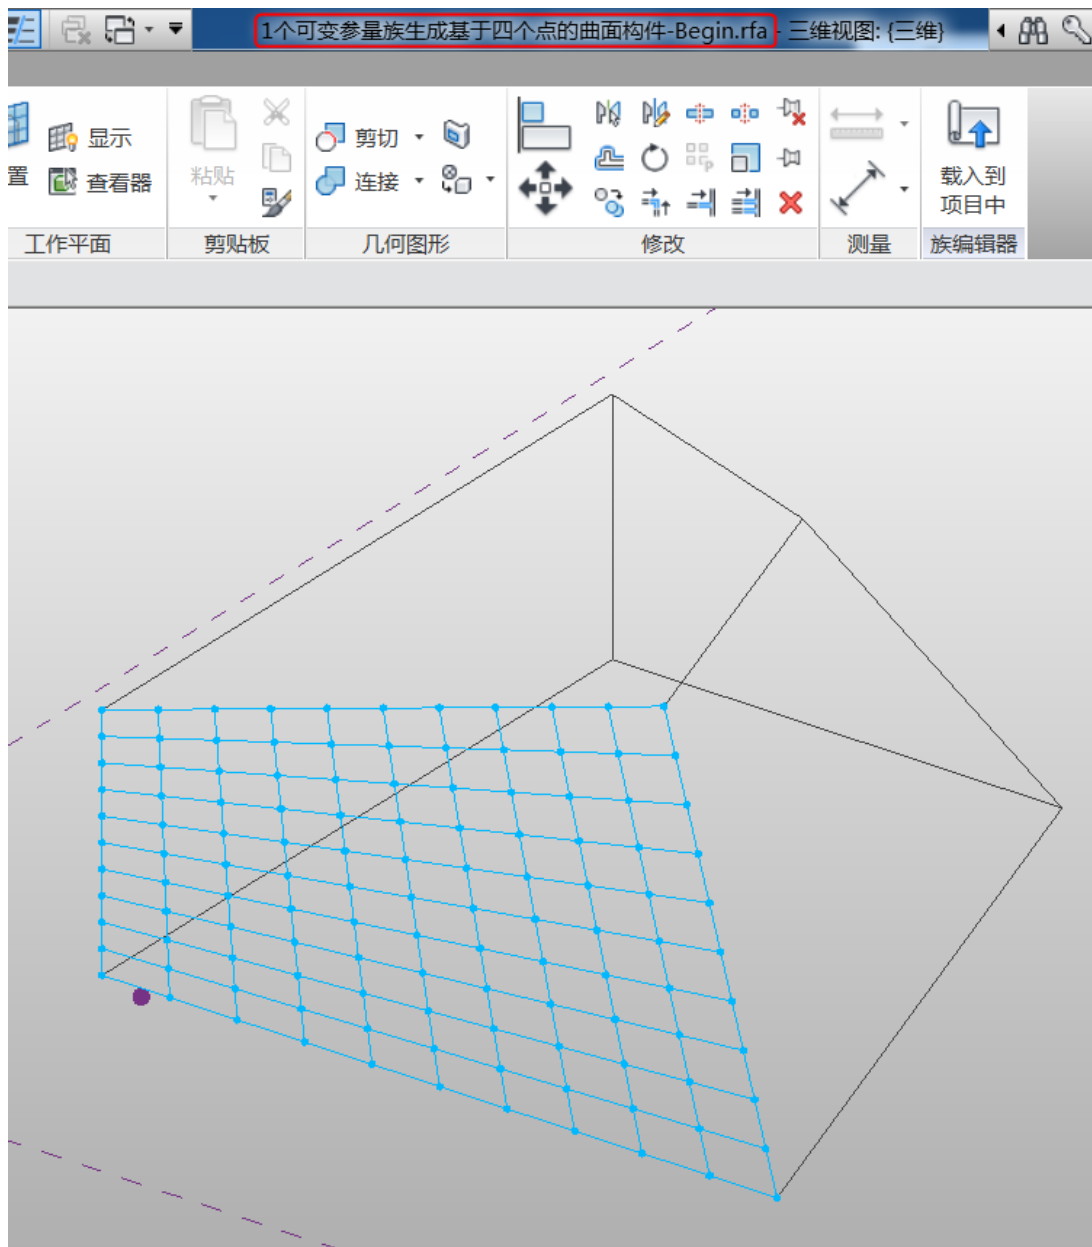 1个可变参量族生成基于四个点的曲面构件-Begin.rfa - 三维视图: {三维}
显示
置
查看器
工作平面
粘贴
剪贴板
剪切
连接
几何图形
修改
测量
载入到
项目中
族编辑器